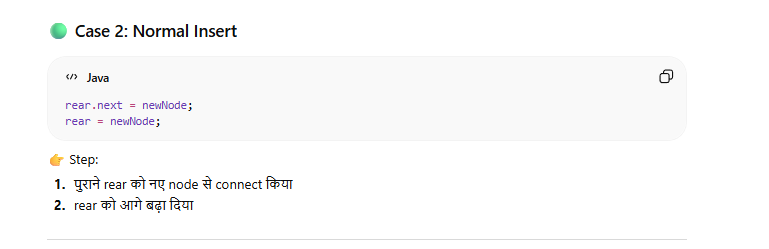 Case 2: Normal Insert
Java
rear.next = newNode;
rear = newNode;
👉 Step:
1. पुराने rear को नए node से connect किया
2. rear को आगे बढ़ा दिया